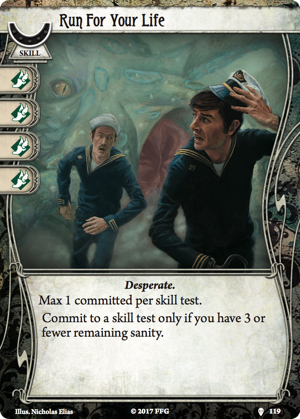 Run For Your Life
SKILL
Desperate.
Max 1 committed per skill test.
Commit to a skill test only if you have 3 or
fewer remaining sanity.
Illus. Nicholas Elias
© 2017 FFG
119